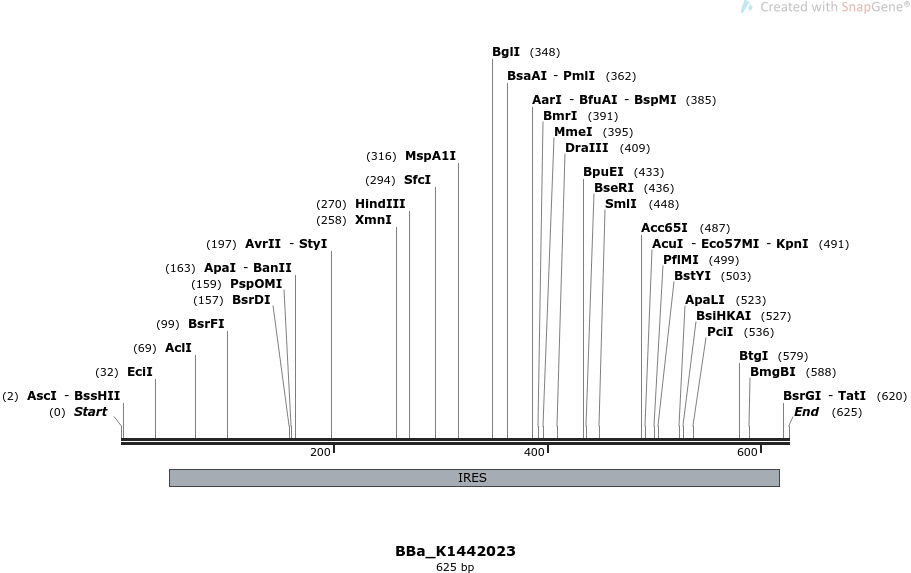 Created with SnapGene®
BglI (348)
BsaAI - PmlI (362)
AarI - BfuAI - BspMI (385)
BmrI (391)
MmeI (395)
DraIII (409)
(316) MspA1I
BpuEI (433)
(294) SfcI
BseRI (436)
(270) HindIII
SmlI (448)
(258) XmnI
Acc65I (487)
(197) AvrII - StyI
AcuI - Eco57MI - KpnI (491)
PflMI (499)
(163) ApaI - BanII
BstYI (503)
(159) PspOMI
(157) BsrDI
ApaLI (523)
BsiHKAI (527)
(99) BsrFI
PciI (536)
(69) AclI
BtgI (579)
(32) EciI
BmgBI (588)
(2) AscI - BssHII
BsrGI - TatI (620)
(0) Start
End (625)
200
400
600
IRES
BBa_K1442023
625 bp